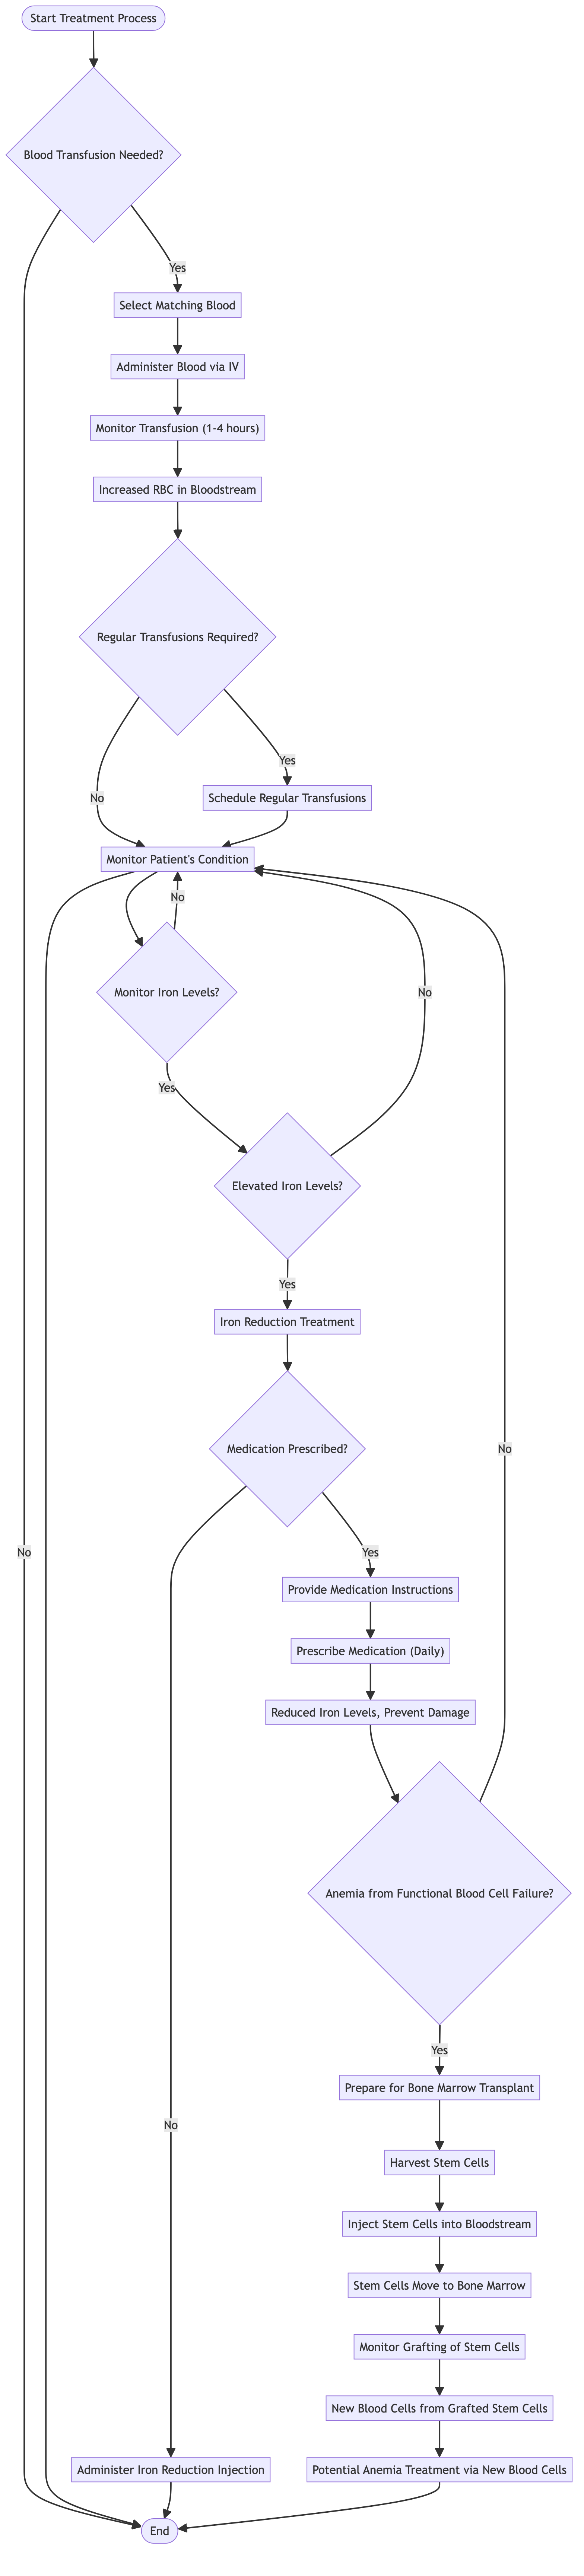 Start Treatment Process
Blood Transfusion Needed?
Yes
Select Matching Blood
Administer Blood via IV
Monitor Transfusion (1-4 hours)
Increased RBC in Bloodstream
Regular Transfusions Required?
Yes
No
Schedule Regular Transfusions
Monitor Patient's Condition
No
Monitor Iron Levels?
No
Yes
Elevated Iron Levels?
Yes
Iron Reduction Treatment
Medication Prescribed?
No
No
Yes
Provide Medication Instructions
Prescribe Medication (Daily)
Reduced Iron Levels, Prevent Damage
Anemia from Functional Blood Cell Failure?
Yes
Prepare for Bone Marrow Transplant
No
Harvest Stem Cells
Inject Stem Cells into Bloodstream
Stem Cells Move to Bone Marrow
Monitor Grafting of Stem Cells
New Blood Cells from Grafted Stem Cells
Administer Iron Reduction Injection
Potential Anemia Treatment via New Blood Cells
End